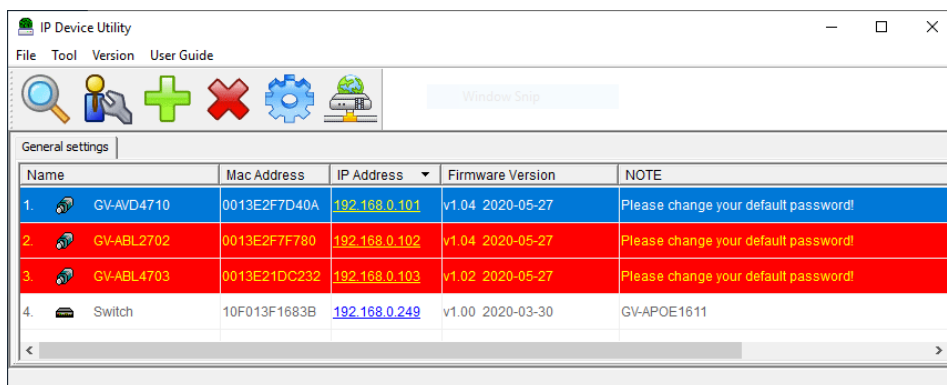 IP Device Utility
File Tool Version User Guide
Window Snip
General settings
Name Mac Address IP Address Firmware Version NOTE
1. GV-AVD4710 0013E2F7D40A 192.168.0.101 v1.04 2020-05-27 Please change your default password!
2. GV-ABL2702 0013E2F7F780 192.168.0.102 v1.04 2020-05-27 Please change your default password!
3. GV-ABL4703 0013E21DC232 192.168.0.103 v1.02 2020-05-27 Please change your default password!
4. Switch 10F013F1683B 192.168.0.249 v1.00 2020-03-30 GV-APOE1611